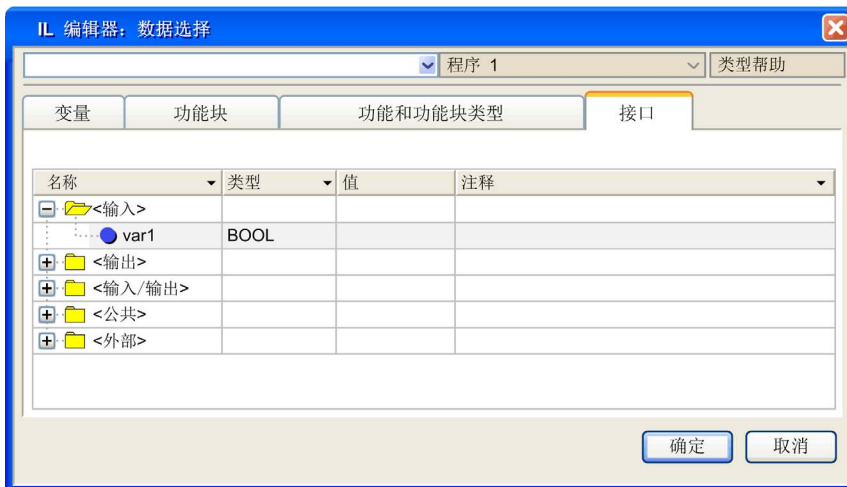 IL 编辑器：数据选择
程序 1 类型帮助
变量 功能块 功能和功能块类型 接口
名称 类型 值 注释
<输入>
var1 BOOL
<输出>
<输入/输出>
<公共>
<外部>
确定 取消